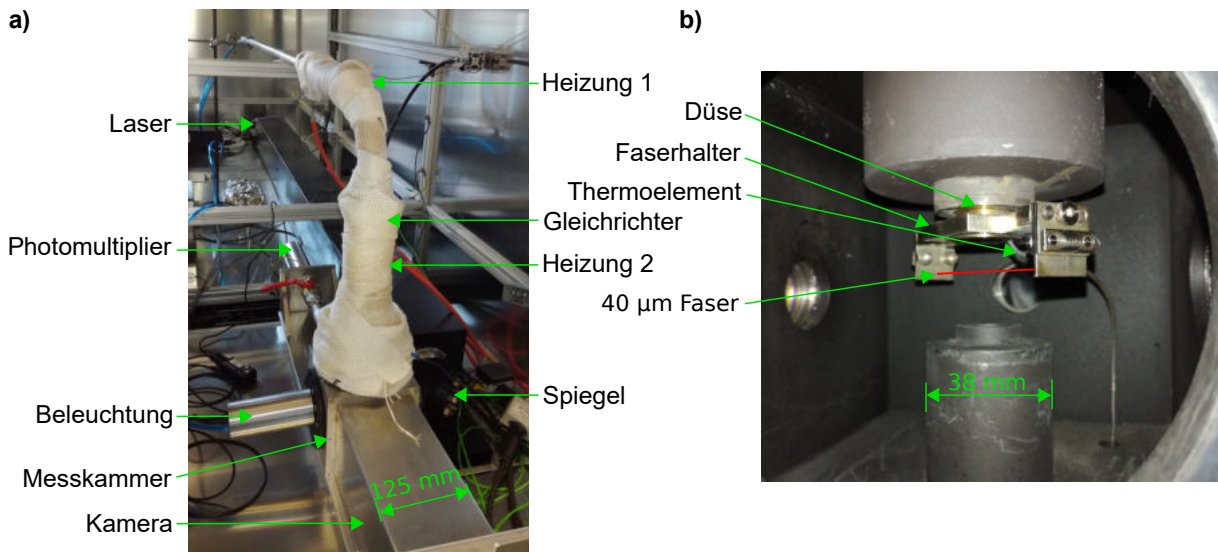 a)
Heizung 1
Laser
Gleichrichter
Photomultiplier
Heizung 2
Beleuchtung
Spiegel
Messkammer
125 mm
Kamera
b)
Düse
Faserhalter
Thermoelement
40 µm Faser
38 mm